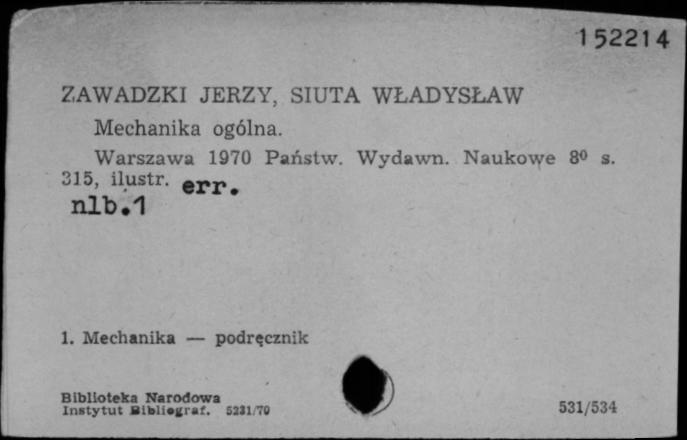 152214
ZAWADZKI JERZY, SIUTA WŁADYSŁAW
Mechanika ogólna.
Warszawa 1970 Państw. Wydawn. Naukowe 8⁰ s.
315, ilustr. err.
nlb.1
1. Mechanika — podręcznik
Biblioteka Narodowa
Instytut Bibliograf. 5231/70
531/534